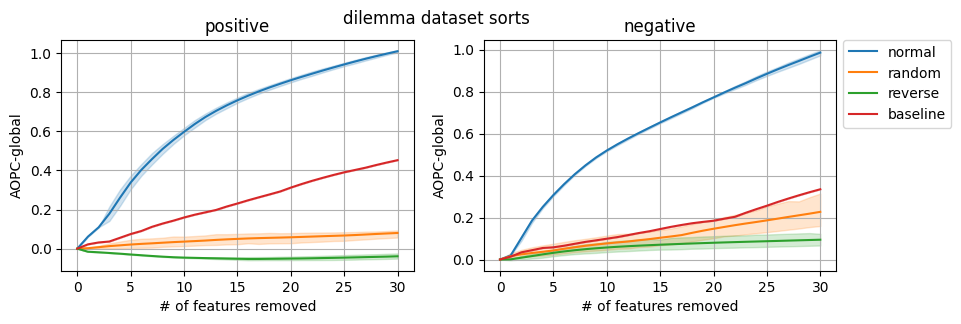 dilemma dataset sorts
positive
AOPC-global
1.0
0.8
0.6
0.4
0.2
0.0
0 5 10 15 20 25 30
# of features removed
negative
AOPC-global
1.0
0.8
0.6
0.4
0.2
0.0
0 5 10 15 20 25 30
# of features removed
normal
random
reverse
baseline